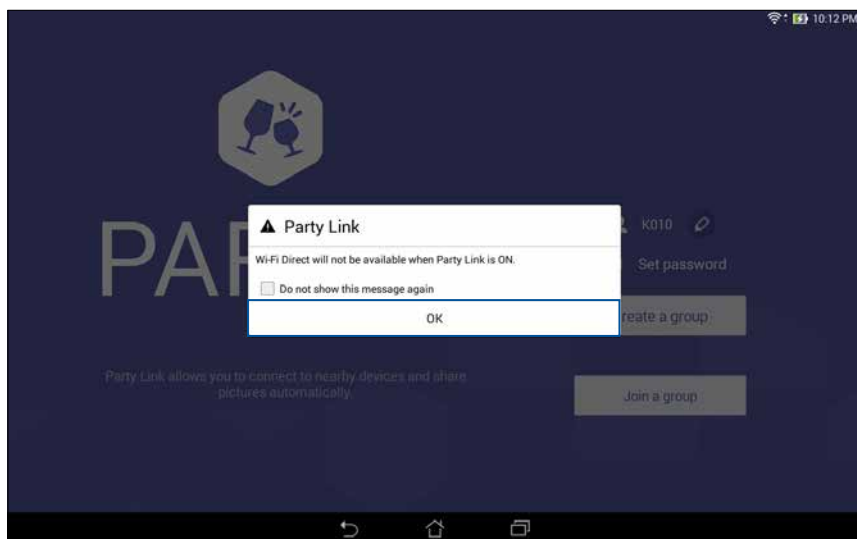 10:12 PM
PAR
Party Link
Wi-Fi Direct will not be available when Party Link is ON.
Do not show this message again
OK
K010
Set password
reate a group
Party Link allows you to connect to nearby devices and share
pictures automatically.
Join a group